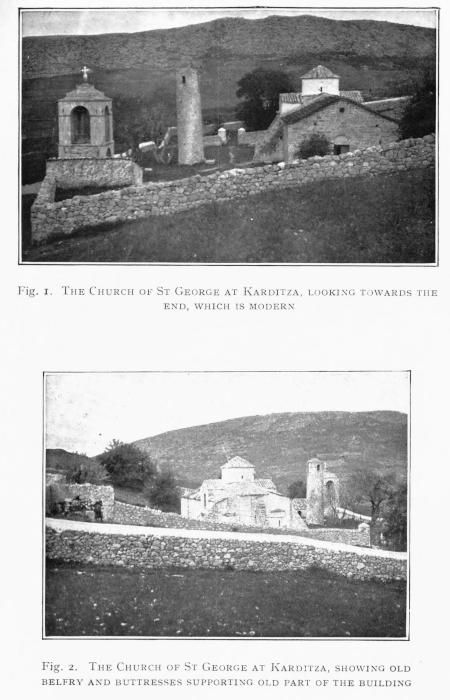 Fig. 1. The Church of St George at Karditza, looking towards the
end, which is modern
Fig. 2. The Church of St George at Karditza, showing old
belfry and buttresses supporting old part of the building